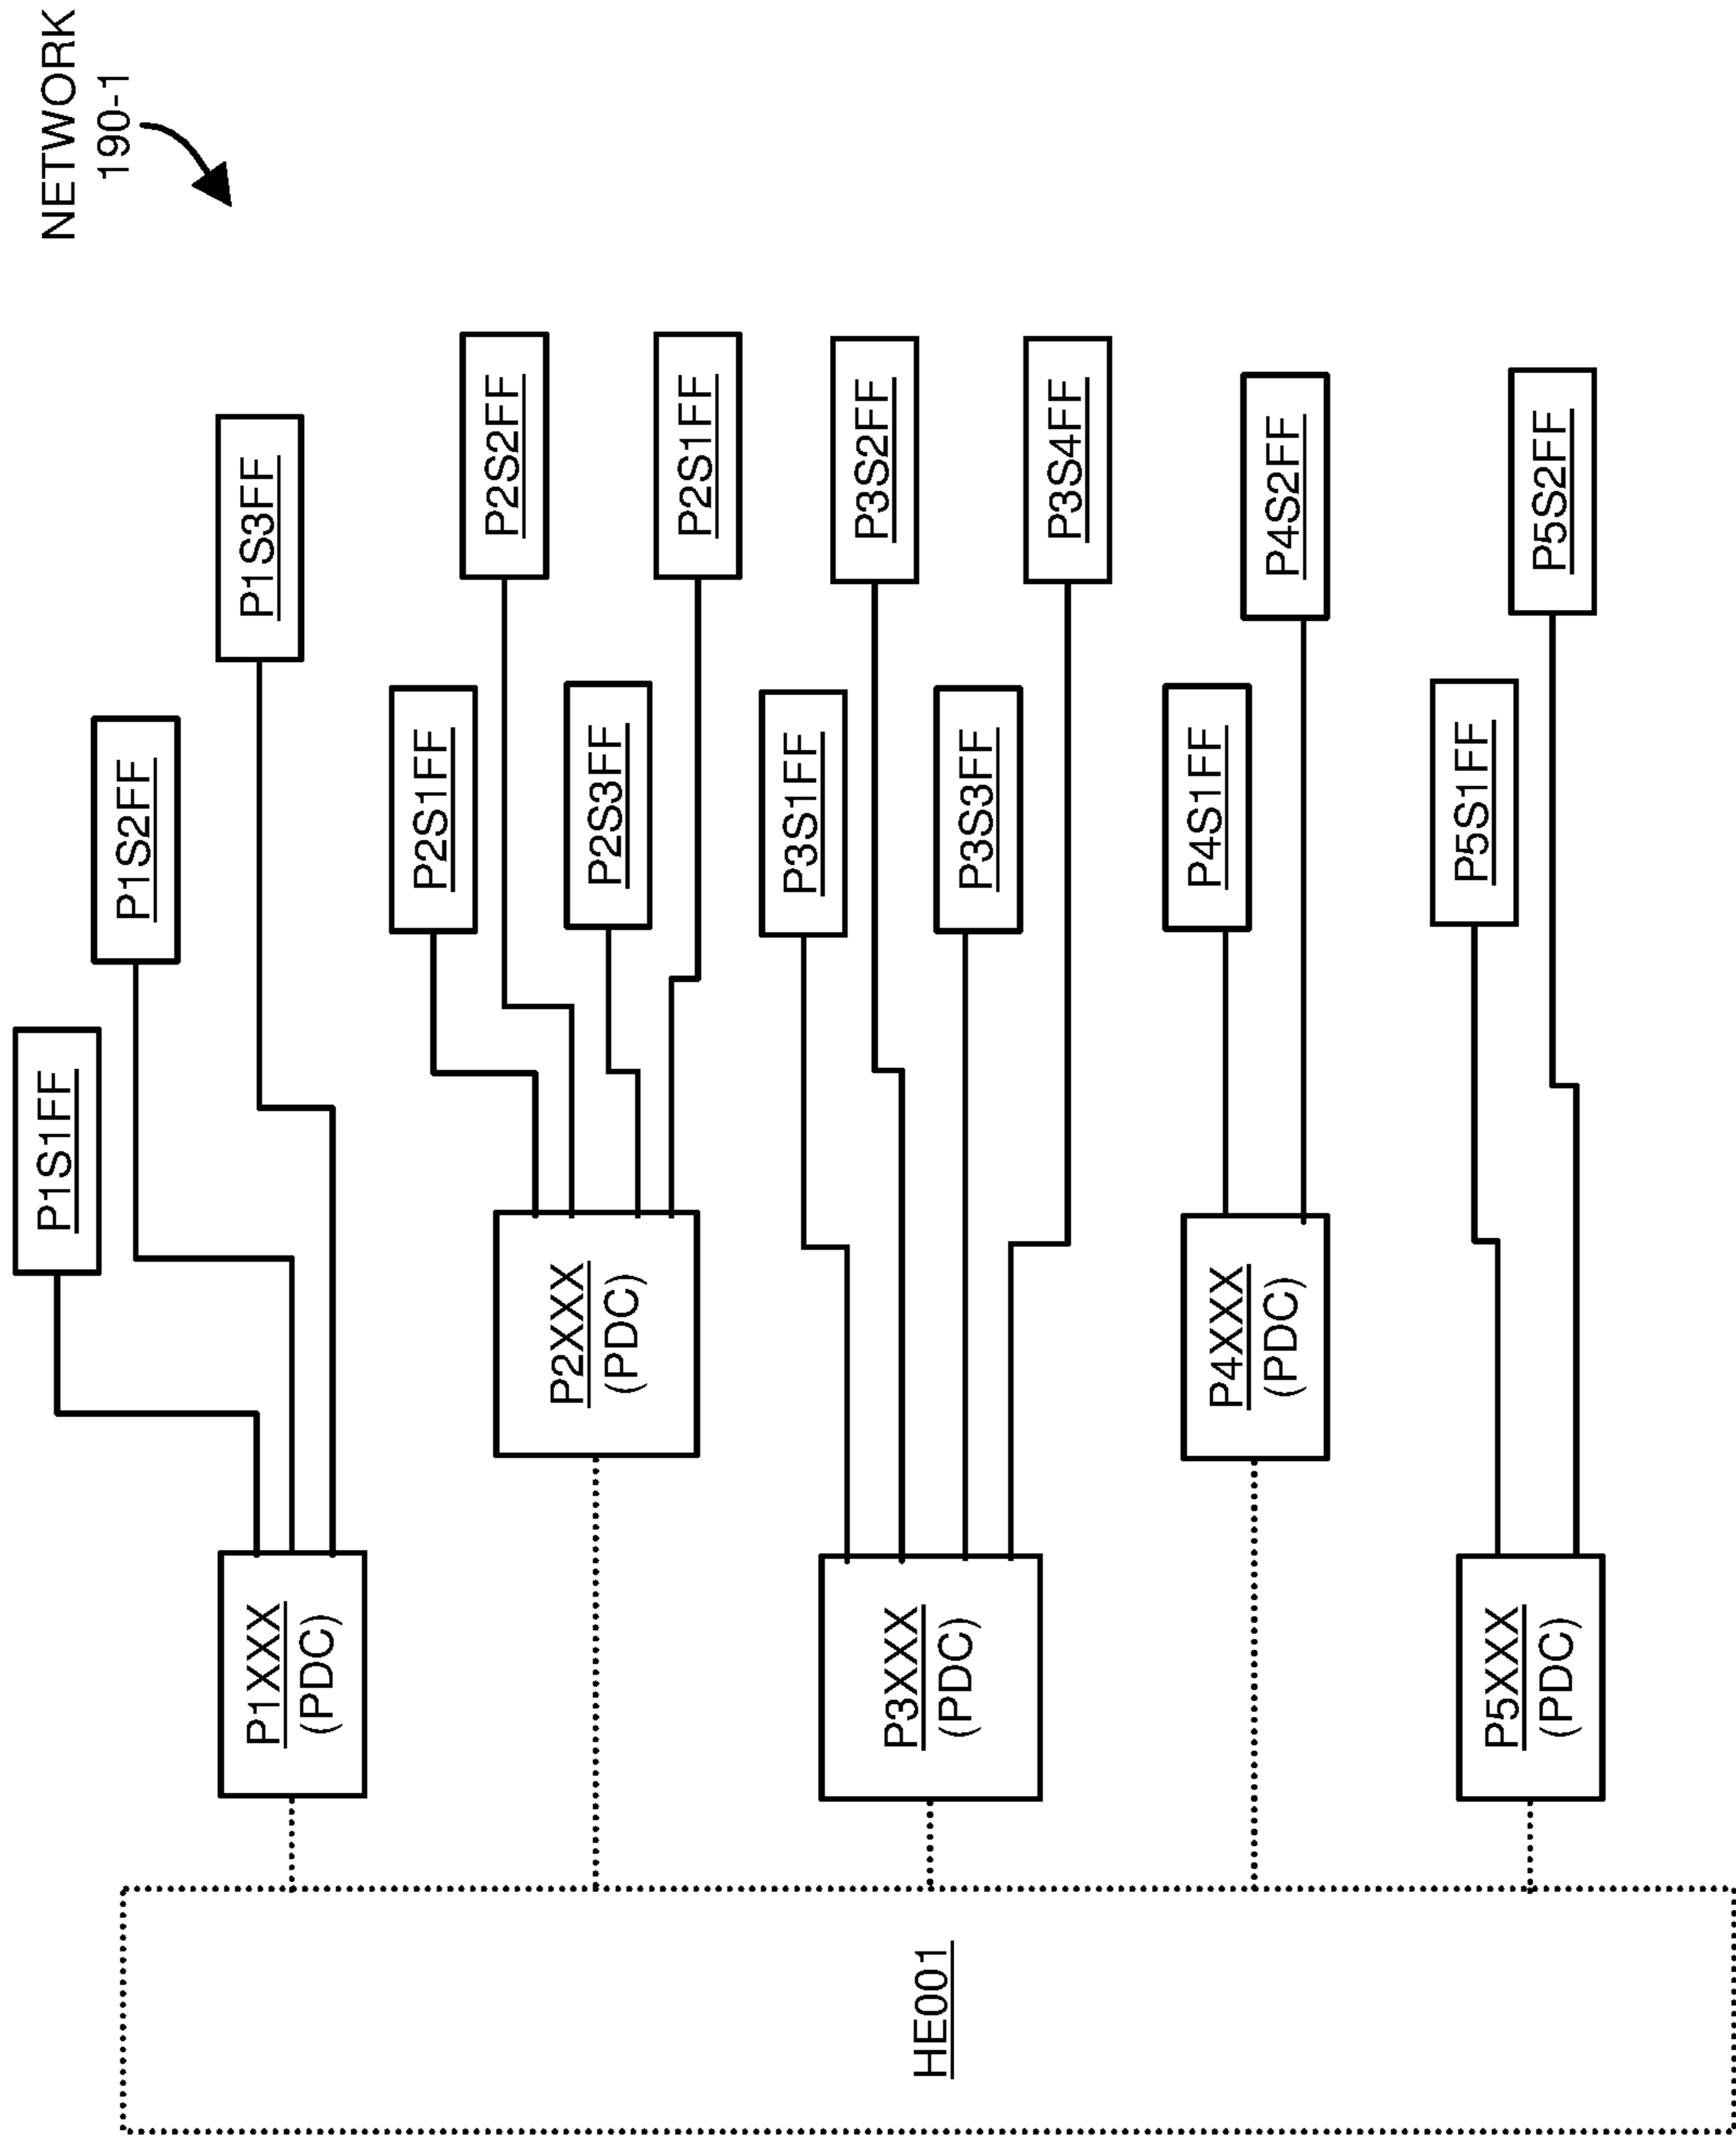 NETWORK
190-1
P1S1FF
P1S2FF
P1S3FF
P1XXX
(PDC)
P2S1FF
P2S2FF
P2S3FF
P2S1FF
P2XXX
(PDC)
P3S1FF
P3S2FF
P3S3FF
P3S4FF
P3XXX
(PDC)
P4S1FF
P4S2FF
P4XXX
(PDC)
P5S1FF
P5S2FF
P5XXX
(PDC)
HE001